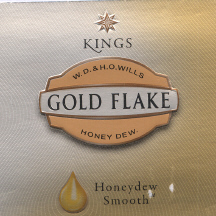 KINGS
W.D.&H.O.WILLS
GOLD FLAKE
HONEY DEW.
Honeydew
Smooth